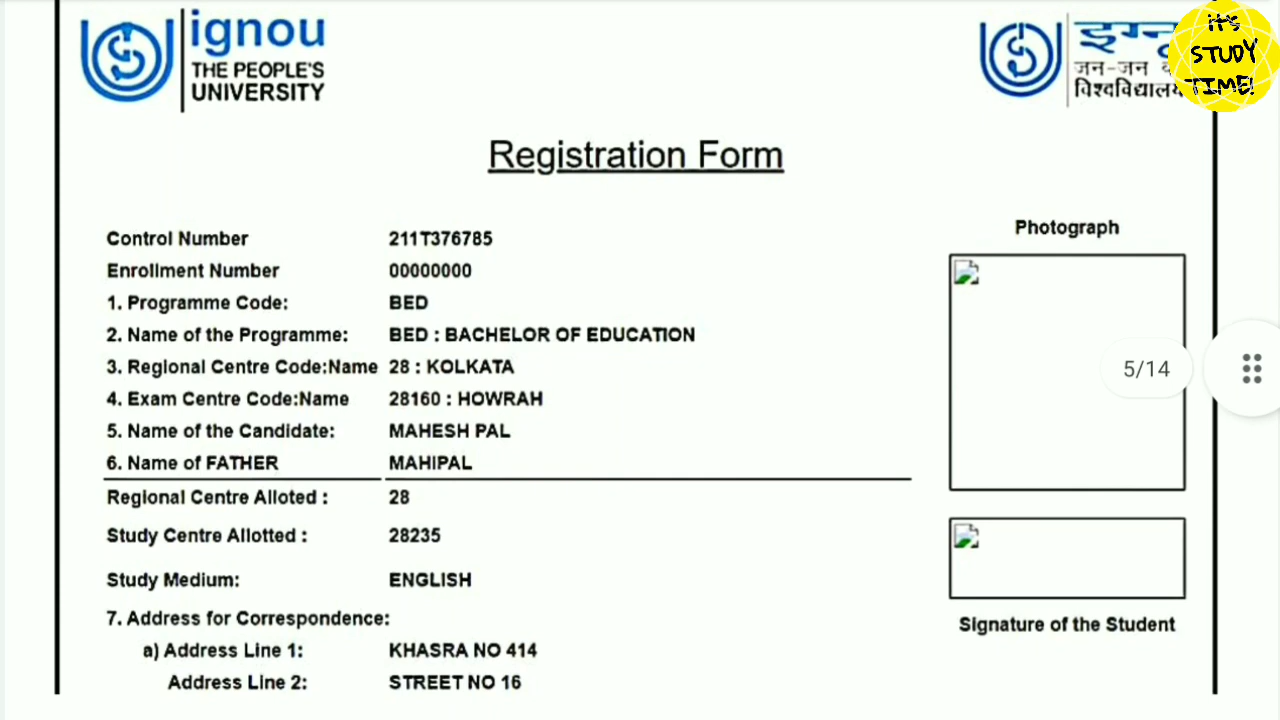 ignou
THE PEOPLE'S
UNIVERSITY
जन-जन
विश्वविद्यालय
it's
STUDY
TIME!
Registration Form
Photograph
Control Number 211T376785
Enrollment Number 00000000
1. Programme Code: BED
2. Name of the Programme: BED : BACHELOR OF EDUCATION
3. Regional Centre Code:Name 28 : KOLKATA
4. Exam Centre Code:Name 28160 : HOWRAH
5. Name of the Candidate: MAHESH PAL
6. Name of FATHER MAHIPAL
Regional Centre Alloted : 28
Study Centre Allotted : 28235
Study Medium: ENGLISH
7. Address for Correspondence:
a) Address Line 1: KHASRA NO 414
Address Line 2: STREET NO 16
Signature of the Student
5/14